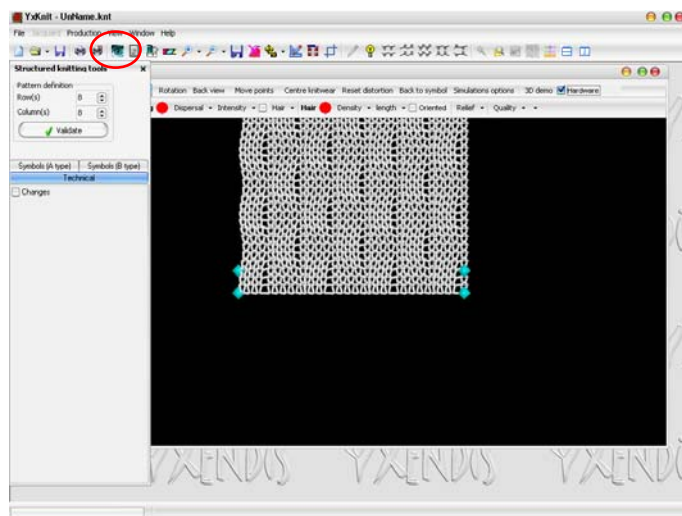 YxKnit - UnName.knt
File Jacquard Production View Window Help
Structured knitting tools x
Pattern definition
Row(s) 8
Column(s) 8
Validate
Symbols (A type) Symbols (B type)
Technical
Changes
Rotation Back view Move points Centre knitwear Reset distortion Back to symbol Simulations options 3D demo Hardware
Dispersal Intensity Hair Hair Density length Oriented Relief Quality
YXENDIS YXENDIS YXENDIS